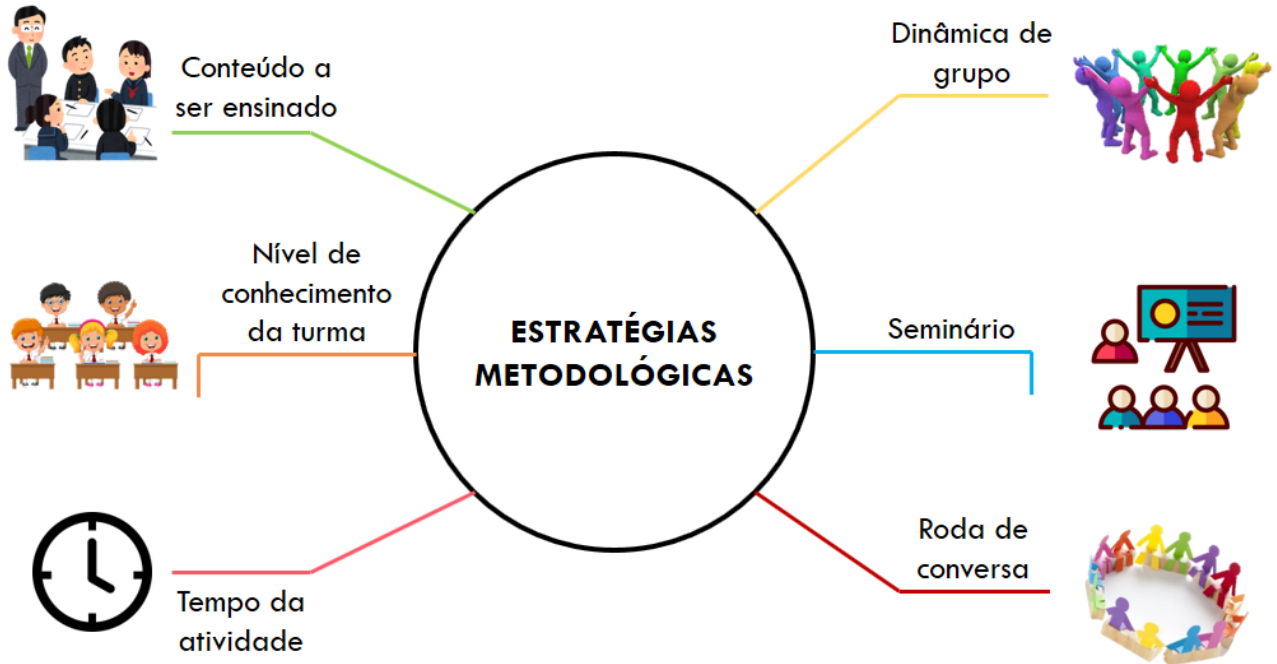 Conteúdo a
ser ensinado
Nível de
conhecimento
da turma
Tempo da
atividade
ESTRATÉGIAS
METODOLÓGICAS
Dinâmica de
grupo
Seminário
Roda de
conversa